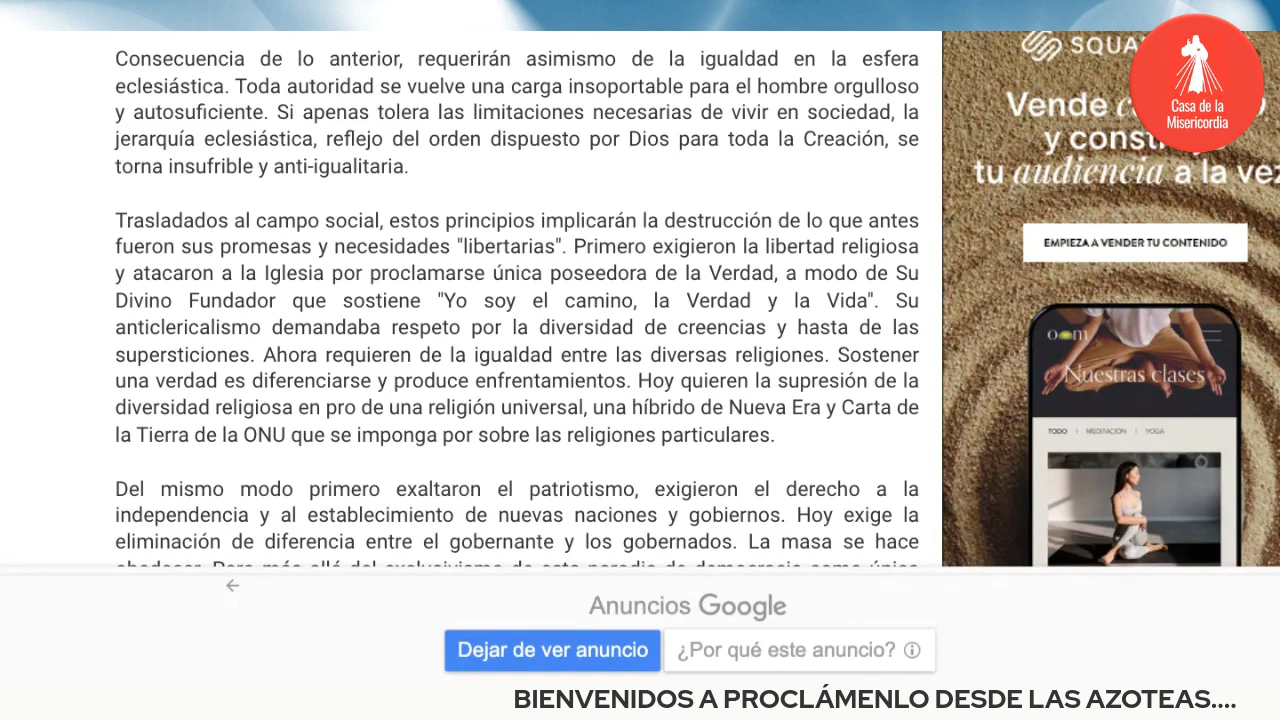 Consecuencia de lo anterior, requerirán asimismo de la igualdad en la esfera
eclesiástica. Toda autoridad se vuelve una carga insoportable para el hombre orgulloso
y autosuficiente. Si apenas tolera las limitaciones necesarias de vivir en sociedad, la
jerarquía eclesiástica, reflejo del orden dispuesto por Dios para toda la Creación, se
torna insufrible y anti-igualitaria.
Trasladados al campo social, estos principios implicarán la destrucción de lo que antes
fueron sus promesas y necesidades "libertarias". Primero exigieron la libertad religiosa
y atacaron a la Iglesia por proclamarse única poseedora de la Verdad, a modo de Su
Divino Fundador que sostiene "Yo soy el camino, la Verdad y la Vida". Su
anticlericalismo demandaba respeto por la diversidad de creencias y hasta de las
supersticiones. Ahora requieren de la igualdad entre las diversas religiones. Sostener
una verdad es diferenciarse y produce enfrentamientos. Hoy quieren la supresión de la
diversidad religiosa en pro de una religión universal, una híbrido de Nueva Era y Carta de
la Tierra de la ONU que se imponga por sobre las religiones particulares.
Del mismo modo primero exaltaron el patriotismo, exigieron el derecho a la
independencia y al establecimiento de nuevas naciones y gobiernos. Hoy exige la
eliminación de diferencia entre el gobernante y los gobernados. La masa se hace
Vende
y
tu audiencia a la vez
EMPIEZA A VENDER TU CONTENIDO
Nuestras clases
TODO | MEDITACIÓN | YOGA
Casa de la
Misericordia
Anuncios Google
Dejar de ver anuncio
¿Por qué este anuncio?
BIENVENIDOS A PROCLÁMENLO DESDE LAS AZOTEAS....